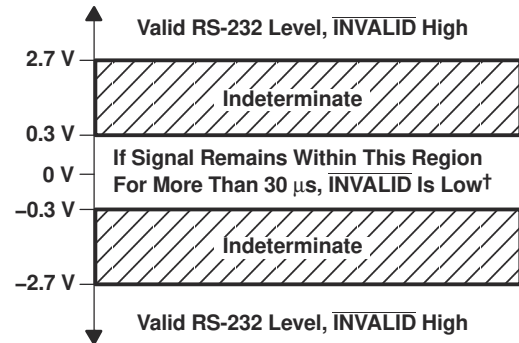 Valid RS-232 Level, INVALID High
2.7 V
Indeterminate
0.3 V
If Signal Remains Within This Region
0 V
For More Than 30 μs, INVALID Is Low†
−0.3 V
Indeterminate
−2.7 V
Valid RS-232 Level, INVALID High